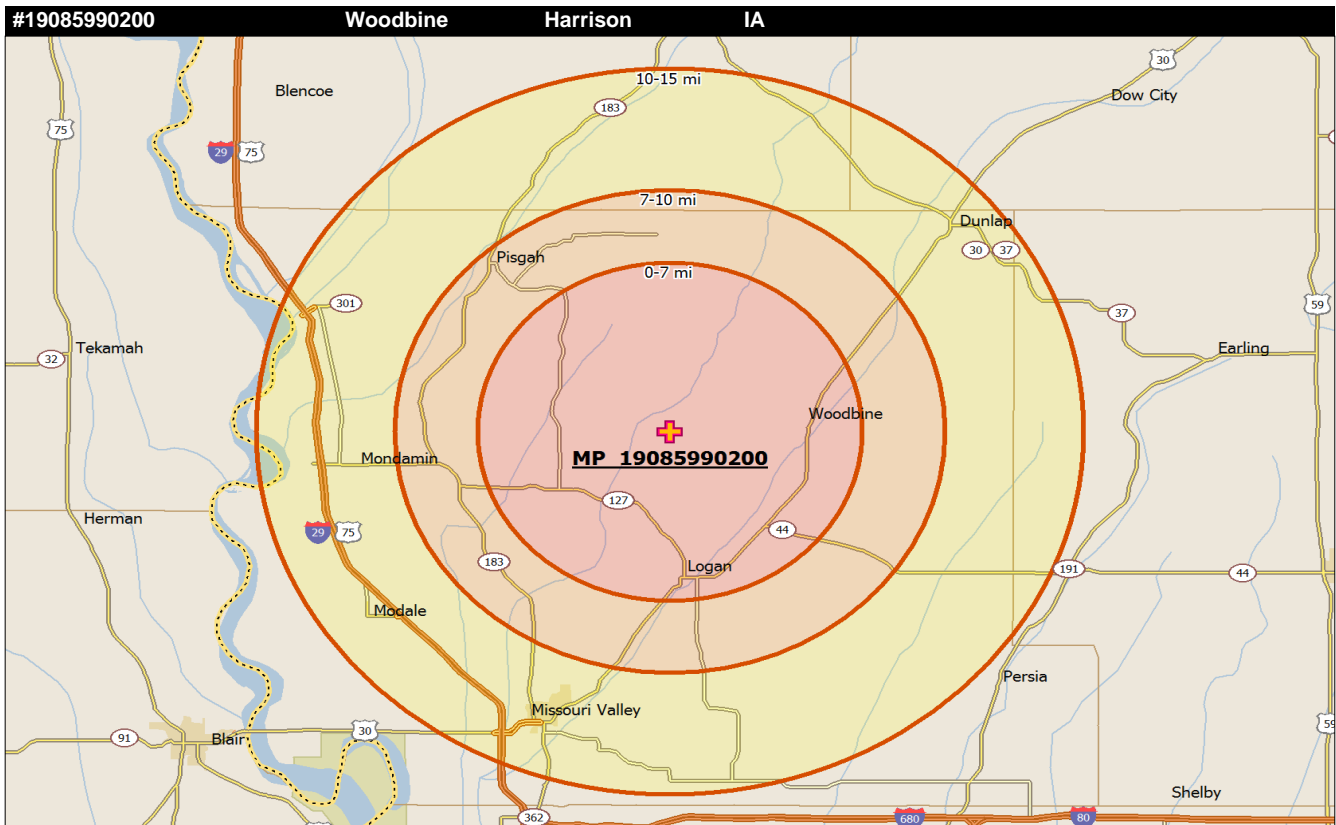 #19085990200 Woodbine Harrison IA
10-15 mi
30
Blencoe
Dow City
183
75
29 75
7-10 mi
Dunlap
30 37
Pisgah
0-7 mi
301
59
37
Tekamah
Earling
32
Woodbine
MP 19085990200
Mondamin
127
Herman
29 75
44
183
Logan
191
44
Modale
Persia
Missouri Valley
59
30
91
Blair
Shelby
362
680
80